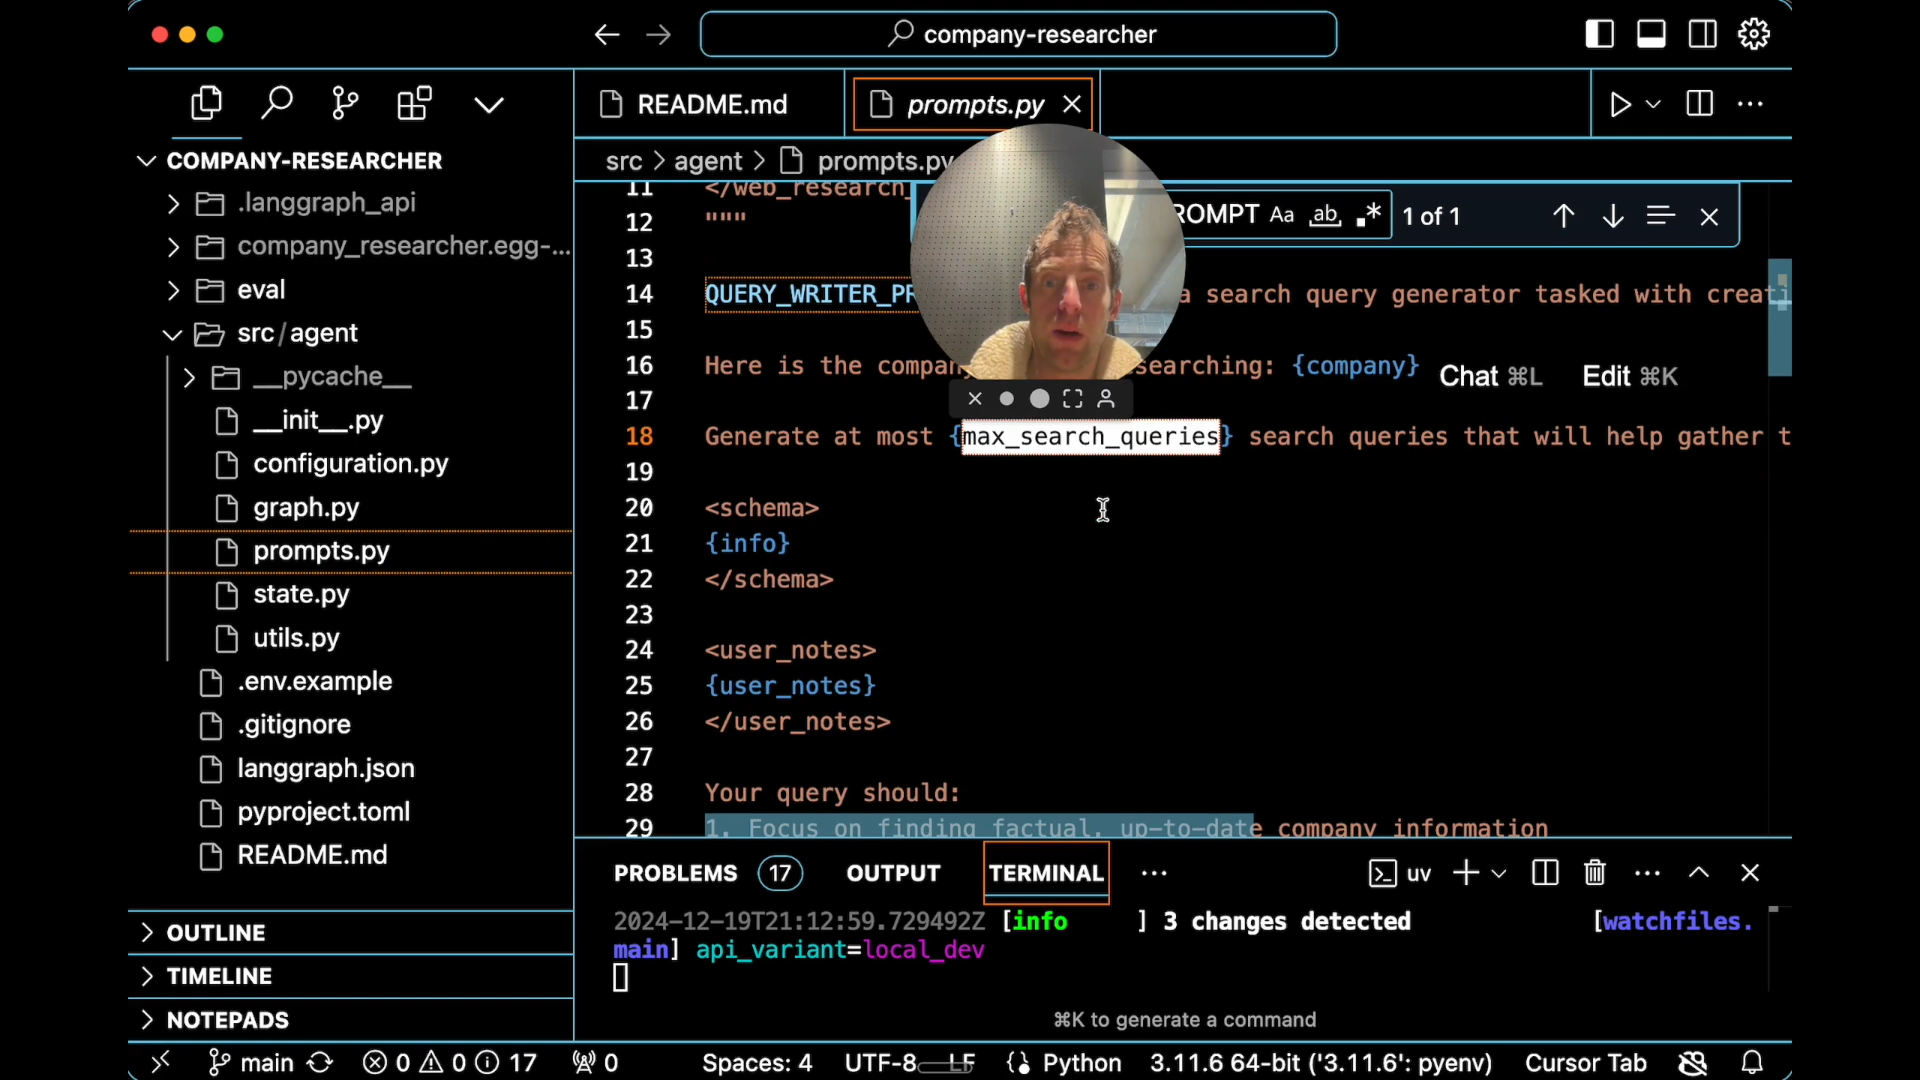 company-researcher
README.md
prompts.py
COMPANY-RESEARCHER
.langgraph_api
company_researcher.egg-...
eval
src/agent
__pycache__
__init__.py
configuration.py
graph.py
prompts.py
state.py
utils.py
.env.example
.gitignore
langgraph.json
pyproject.toml
README.md
OUTLINE
TIMELINE
NOTEPADS
src > agent > prompts.py
ROMPT Aa ab 1 of 1
11 </web_research_
12 """
13
14 QUERY_WRITER_PR a search query generator tasked with creati
15
16 Here is the compan searching: {company}
Chat ⌘L Edit ⌘K
17
18 Generate at most {max_search_queries} search queries that will help gather t
19
20 <schema>
21 {info}
22 </schema>
23
24 <user_notes>
25 {user_notes}
26 </user_notes>
27
28 Your query should:
29 1. Focus on finding factual, up-to-date company information
PROBLEMS 17 OUTPUT TERMINAL ... uv
2024-12-19T21:12:59.729492Z [info ] 3 changes detected [watchfiles.
main] api_variant=local_dev
⌘K to generate a command
main 0 0 17 0 Spaces: 4 UTF-8 LF Python 3.11.6 64-bit ('3.11.6': pyenv) Cursor Tab